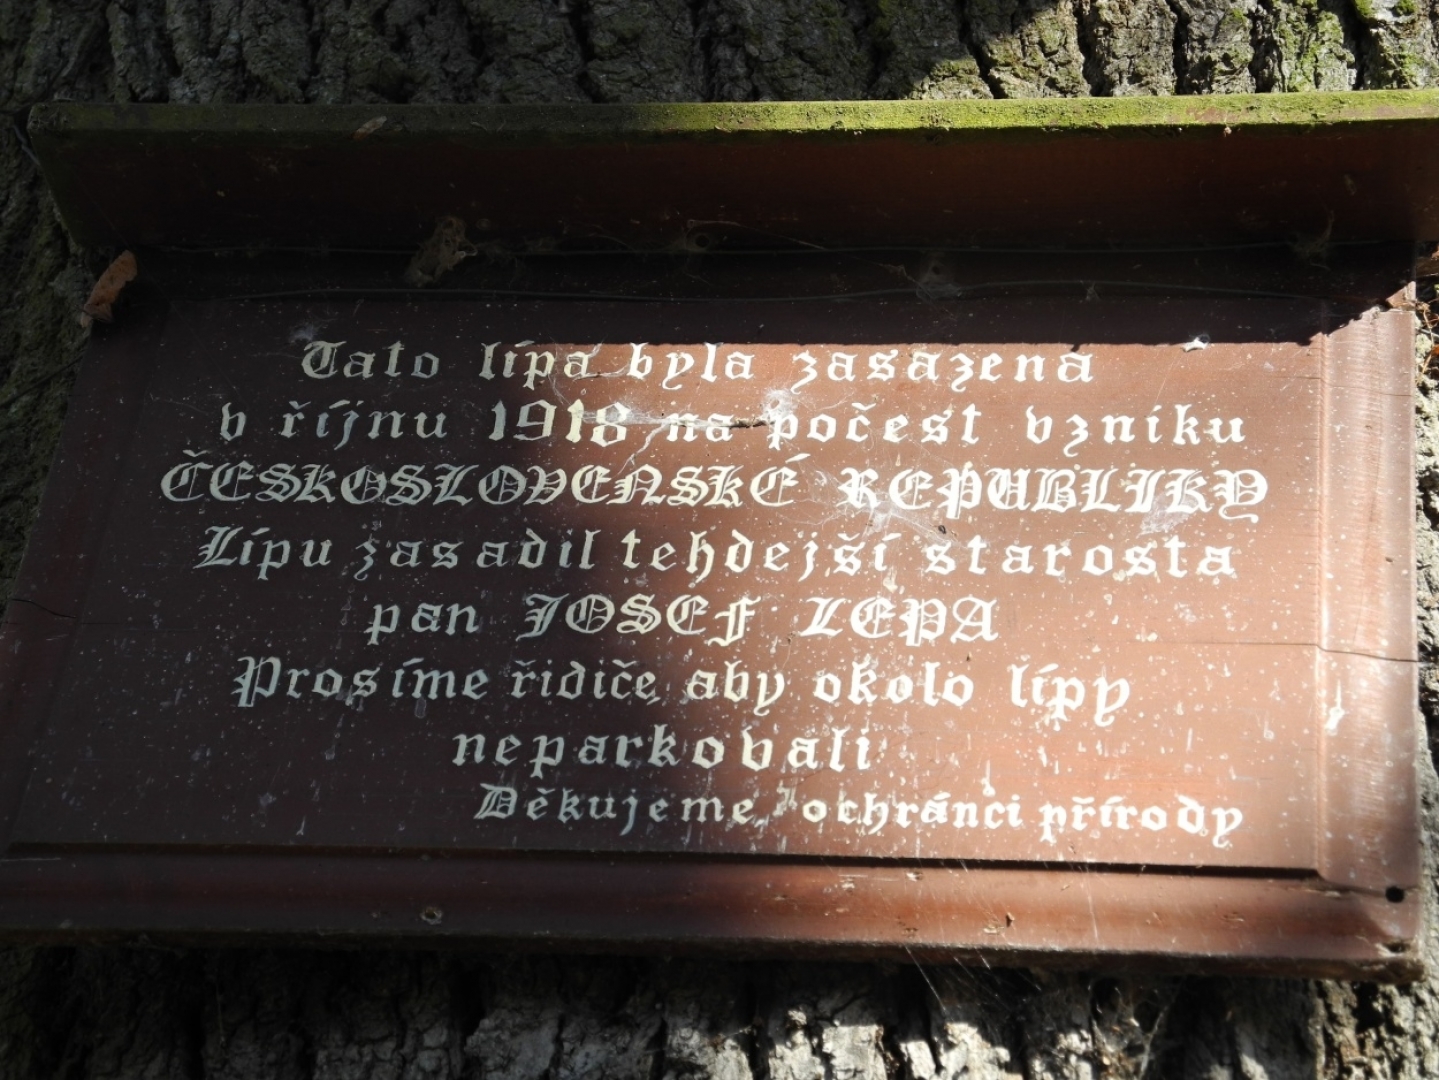 Tato lípa byla zasazena
v říjnu 1918 na počest vzniku
ČESKOSLOVENSKÉ REPUBLIKY
Lípu zasadil tehdejší starosta
pan JOSEF LÉPA
Prosíme řidiče, aby okolo lípy
neparkovali
Děkujeme, ochránci přírody